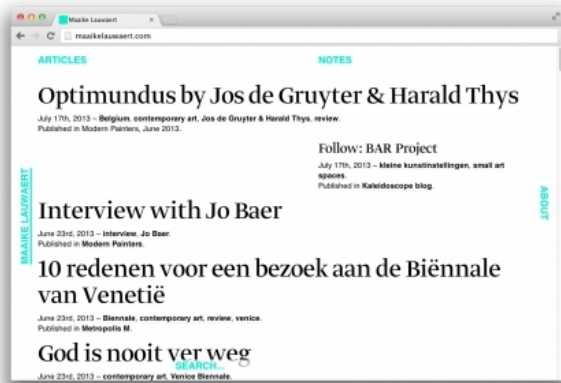 Maaike Lauwaert
maaikelauwaert.com
ARTICLES
NOTES
Optimundus by Jos de Gruyter & Harald Thys
July 17th, 2013 – Belgium, contemporary art, Jos de Gruyter & Harald Thys, review.
Published in Modern Painters, June 2013.
Follow: BAR Project
July 17th, 2013 – kleine kunstinstellingen, small art
spaces.
Published in Kaleidoscope blog.
MAAIKE LAUWAERT
ABOUT
Interview with Jo Baer
June 23rd, 2013 – interview, Jo Baer.
Published in Modern Painters.
10 redenen voor een bezoek aan de Biënnale
van Venetië
June 23rd, 2013 – Biennale, contemporary art, review, venice.
Published in Metropolis M.
God is nooit ver weg
SEARCH...
June 23rd, 2013 – contemporary art, Venice Biennale.